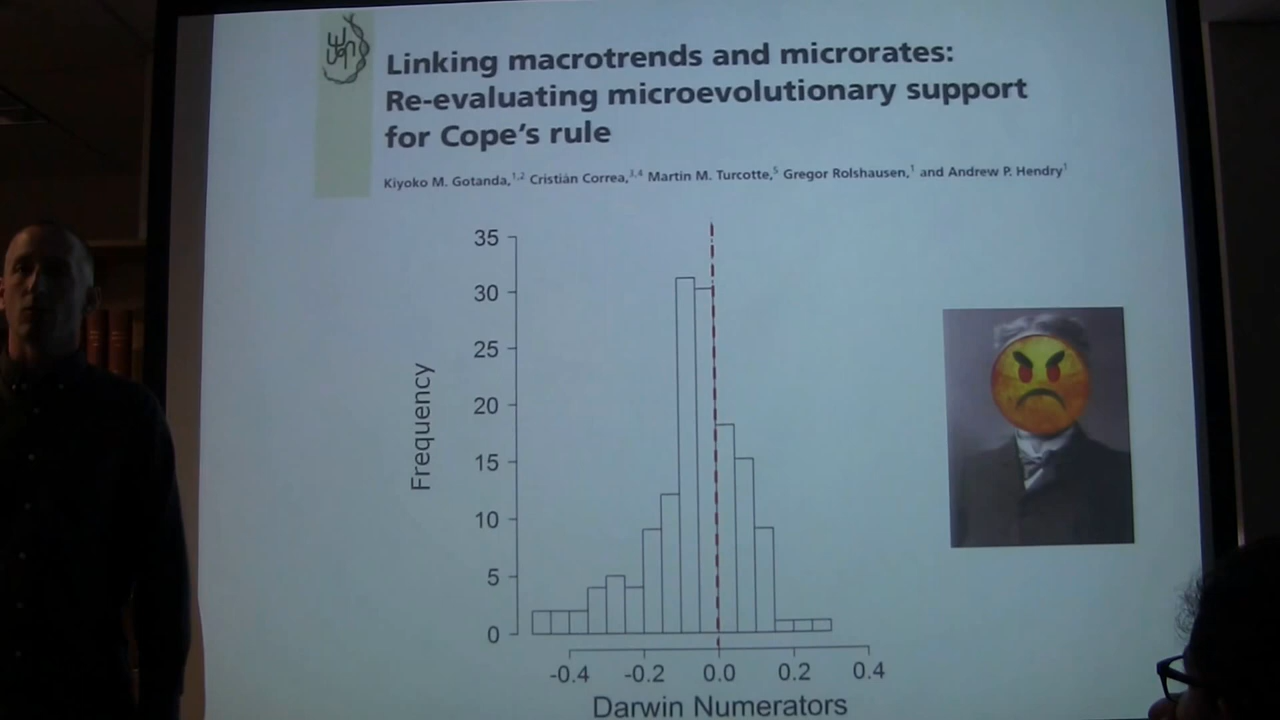 Linking macrotrends and microrates:
Re-evaluating microevolutionary support
for Cope's rule
Kiyoko M. Gotanda,1,2 Cristián Correa,3,4 Martin M. Turcotte,5 Gregor Rolshausen,1 and Andrew P. Hendry1
35
30
25
20
15
10
5
0
Frequency
-0.4 -0.2 0.0 0.2 0.4
Darwin Numerators